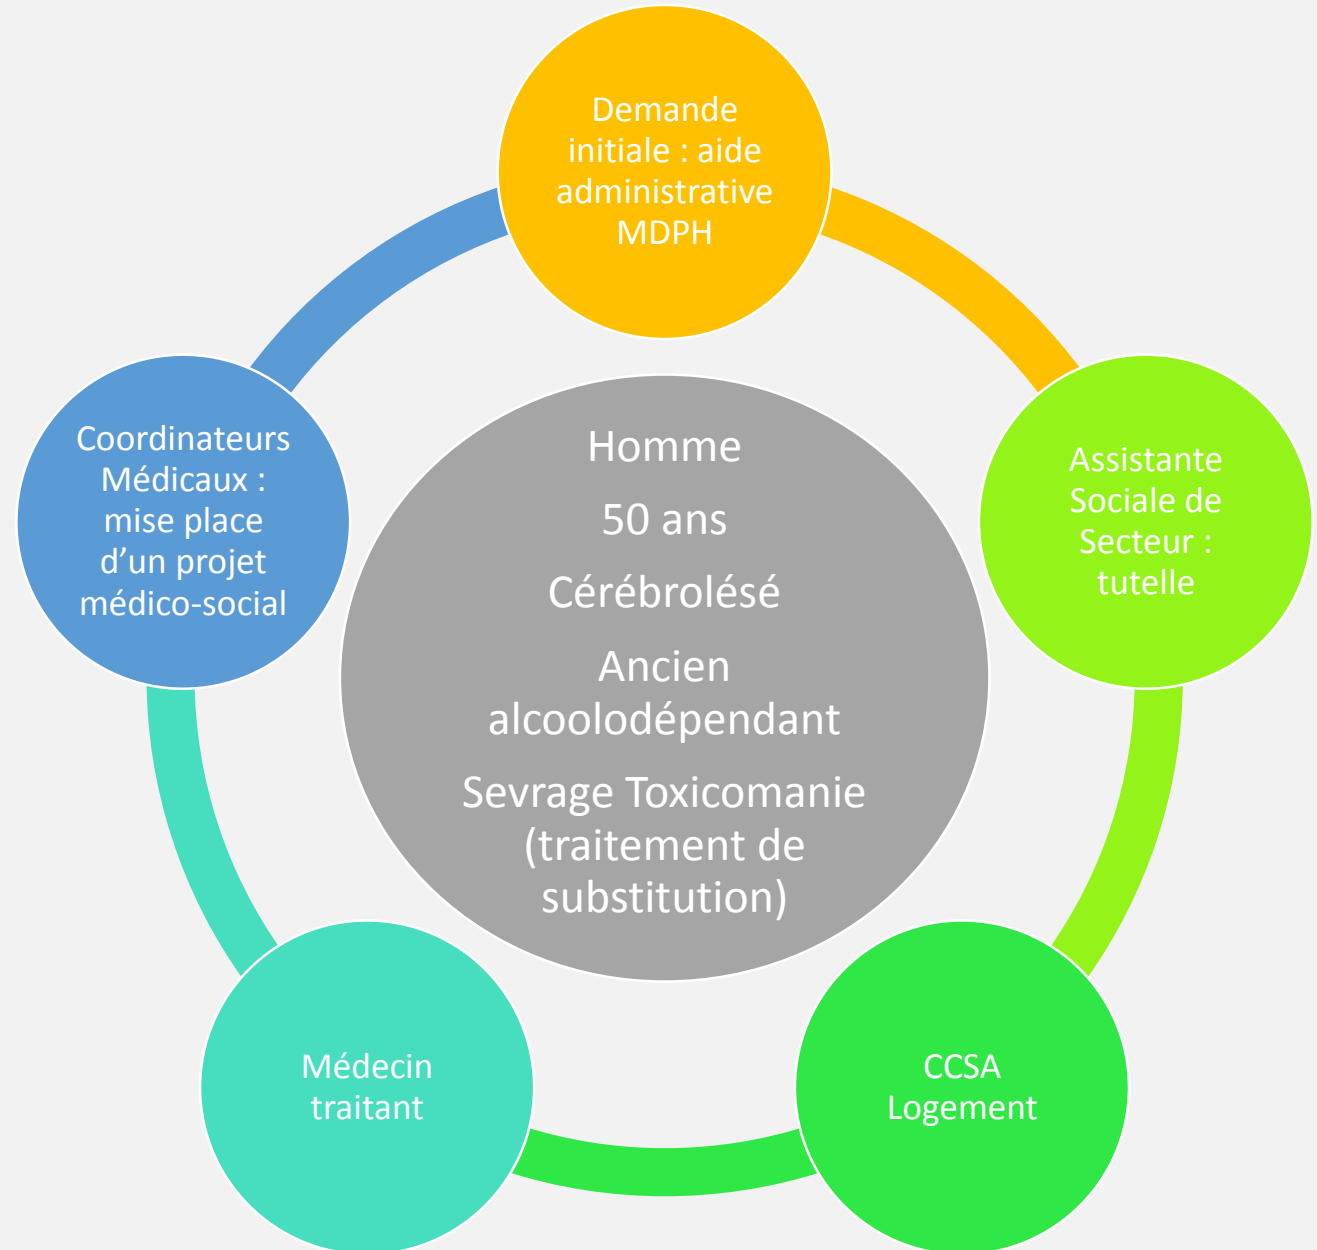 Demande
initiale : aide
administrative
MDPH
Assistante
Sociale de
Secteur :
tutelle
CCSA
Logement
Médecin
traitant
Coordinateurs
Médicaux :
mise place
d’un projet
médico-social
Homme
50 ans
Cérébrolésé
Ancien
alcoolodépendant
Sevrage Toxicomanie
(traitement de
substitution)